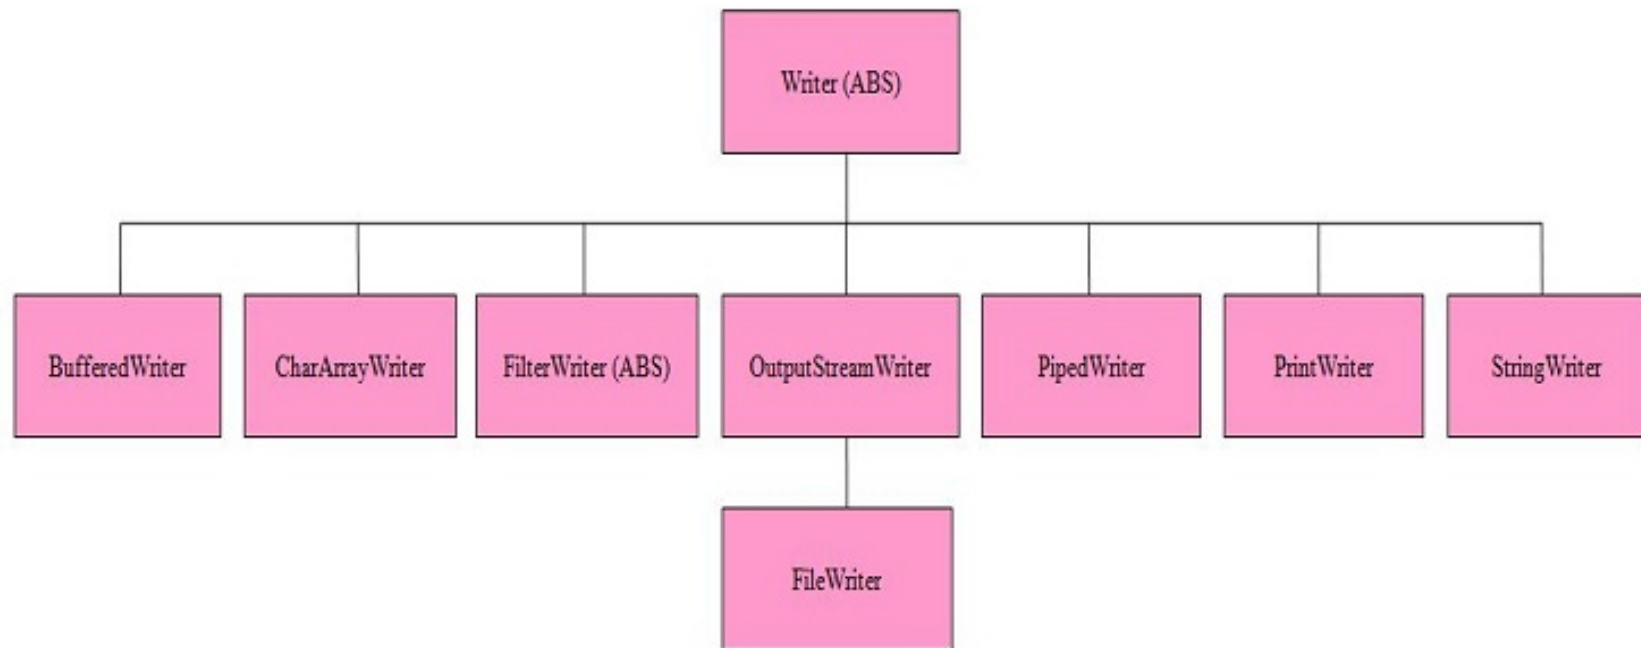 Writer (ABS)
BufferedWriter
CharArrayWriter
FilterWriter (ABS)
OutputStreamWriter
PipedWriter
PrintWriter
StringWriter
FileWriter